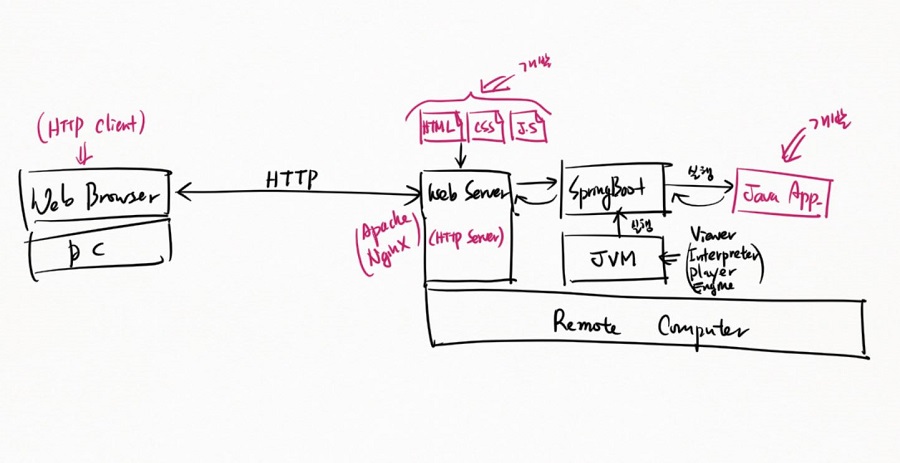 개발
(HTTP Client)
HTML
CSS
J.S
개발
Web Browser
HTTP
Web Server
SpringBoot
실행
Java App.
PC
(Apache
NginX)
(HTTP Server)
실행
JVM
(Viewer
Interpreter
player
Engine)
Remote Computer